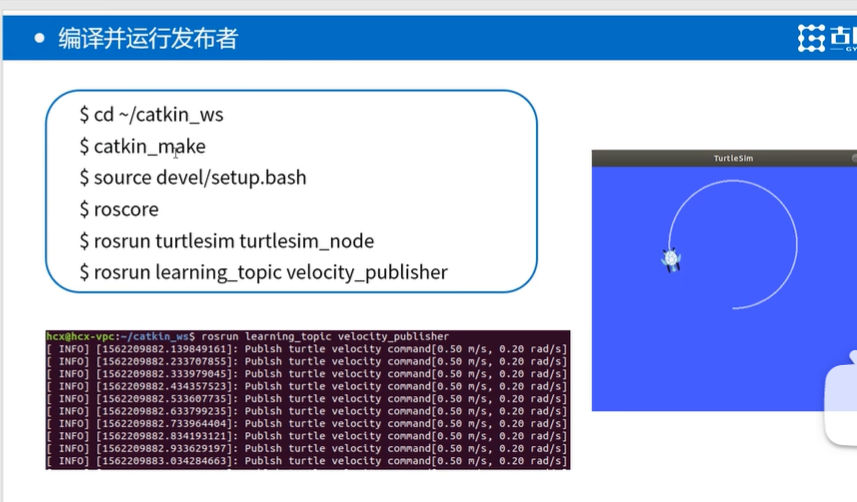 编译并运行发布者
$ cd ~/catkin_ws
$ catkin_make
$ source devel/setup.bash
$ roscore
$ rosrun turtlesim turtlesim_node
$ rosrun learning_topic velocity_publisher
TurtleSim
hcx@hcx-vpc:~/catkin_ws$ rosrun learning_topic velocity_publisher
[ INFO] [1562209882.139849161]: Publsh turtle velocity command[0.50 m/s, 0.20 rad/s]
[ INFO] [1562209882.233707855]: Publsh turtle velocity command[0.50 m/s, 0.20 rad/s]
[ INFO] [1562209882.333979045]: Publsh turtle velocity command[0.50 m/s, 0.20 rad/s]
[ INFO] [1562209882.434357523]: Publsh turtle velocity command[0.50 m/s, 0.20 rad/s]
[ INFO] [1562209882.533607735]: Publsh turtle velocity command[0.50 m/s, 0.20 rad/s]
[ INFO] [1562209882.633799235]: Publsh turtle velocity command[0.50 m/s, 0.20 rad/s]
[ INFO] [1562209882.733964404]: Publsh turtle velocity command[0.50 m/s, 0.20 rad/s]
[ INFO] [1562209882.834193121]: Publsh turtle velocity command[0.50 m/s, 0.20 rad/s]
[ INFO] [1562209882.933629197]: Publsh turtle velocity command[0.50 m/s, 0.20 rad/s]
[ INFO] [1562209883.034284663]: Publsh turtle velocity command[0.50 m/s, 0.20 rad/s]